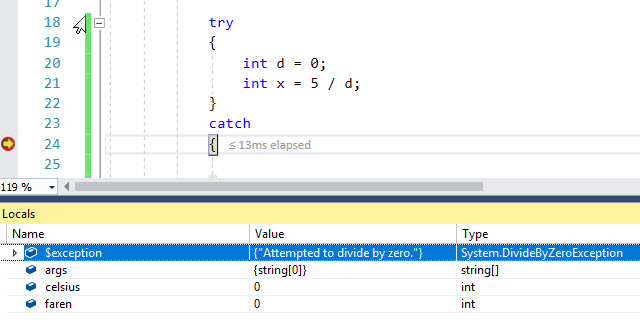 17
18 try
19 {
20 int d = 0;
21 int x = 5 / d;
22 }
23 catch
24 { ≤ 13ms elapsed
25
119 %
Locals
Name Value Type
$exception {"Attempted to divide by zero."} System.DivideByZeroException
args {string[0]} string[]
celsius 0 int
faren 0 int